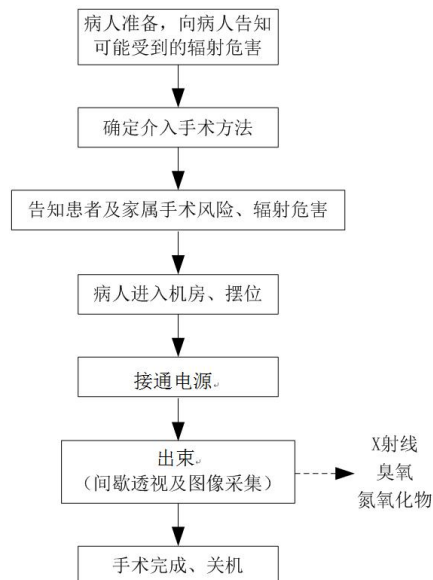 病人准备，向病人告知
可能受到的辐射危害
确定介入手术方法
告知患者及家属手术风险、辐射危害
病人进入机房、摆位
接通电源
出束
（间歇透视及图像采集）
X射线
臭氧
氮氧化物
手术完成、关机